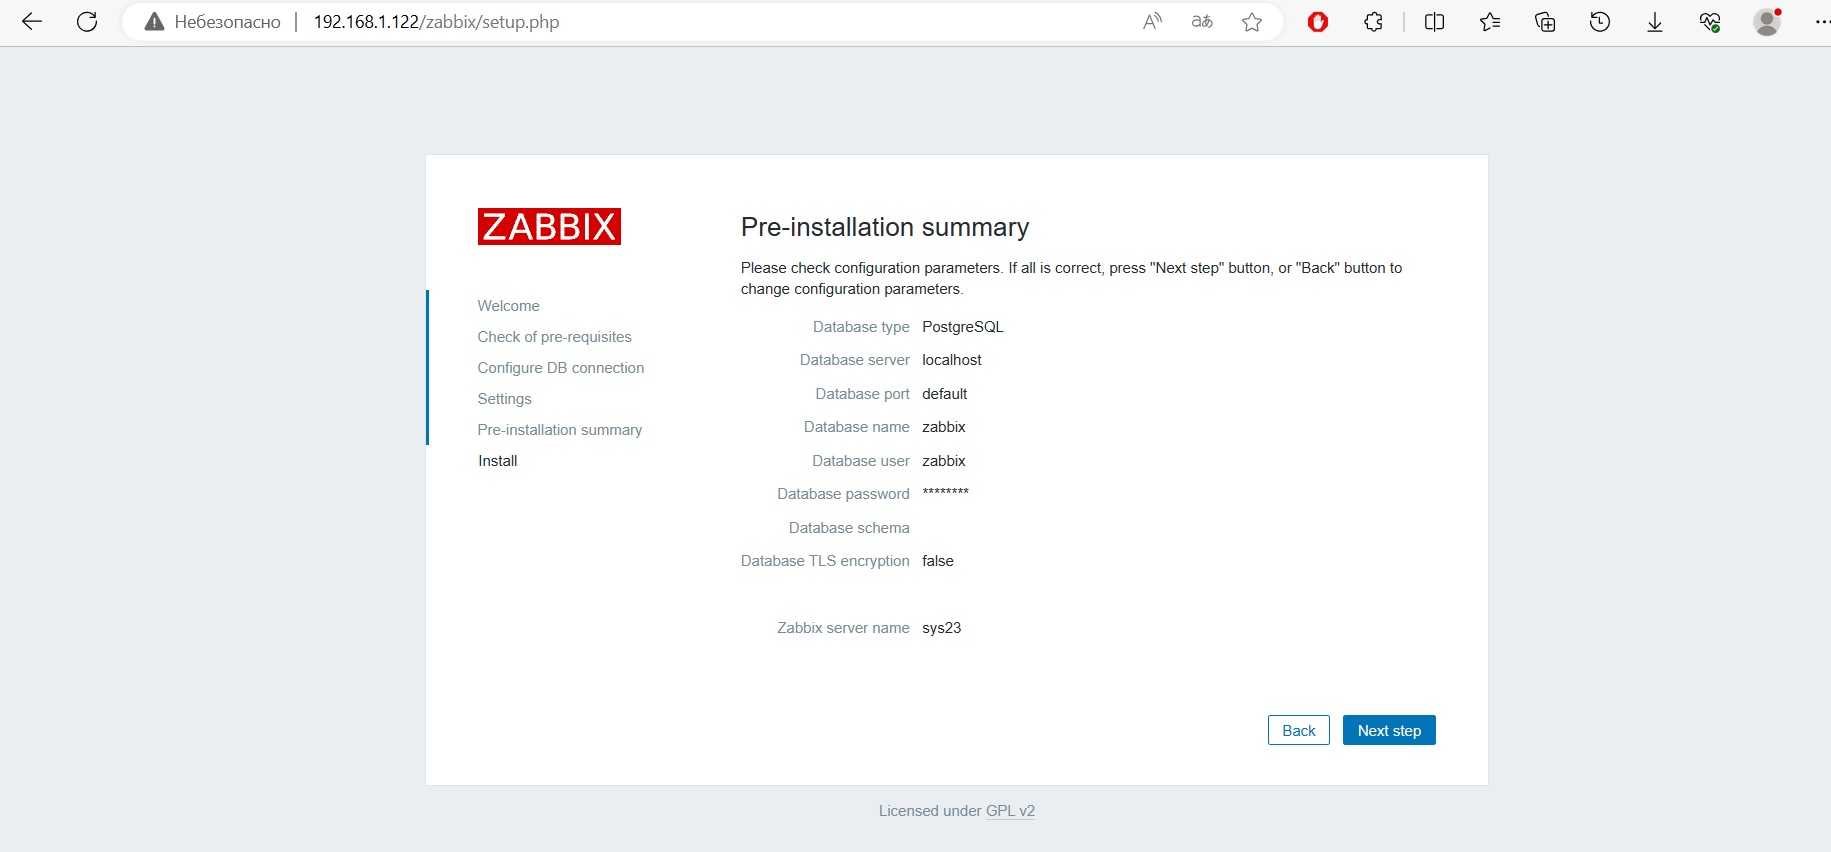 Небезопасно
192.168.1.122/zabbix/setup.php
ZABBIX
Welcome
Check of pre-requisites
Configure DB connection
Settings
Pre-installation summary
Install
Pre-installation summary
Please check configuration parameters. If all is correct, press "Next step" button, or "Back" button to
change configuration parameters.
Database type PostgreSQL
Database server localhost
Database port default
Database name zabbix
Database user zabbix
Database password ********
Database schema
Database TLS encryption false
Zabbix server name sys23
Back Next step
Licensed under GPL v2